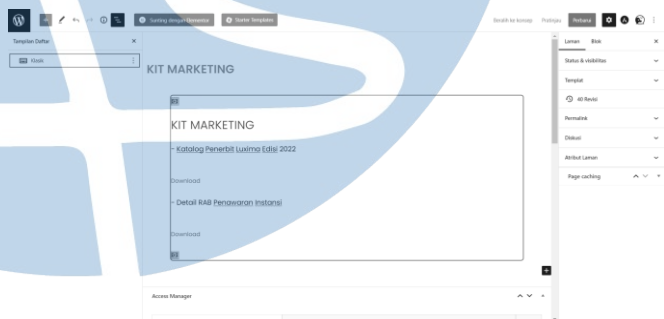 Sunting dengan Elementor
Starter Templates
Beralih ke konsep
Pratinjau
Perbarui
Tampilan Daftar
Klasik
KIT MARKETING
KIT MARKETING
- Katalog Penerbit Luxima Edisi 2022
Download
- Detail RAB Penawaran Instansi
Download
Access Manager
Laman
Blok
Status & visibilitas
Templat
40 Revisi
Permalink
Diskusi
Atribut Laman
Page caching